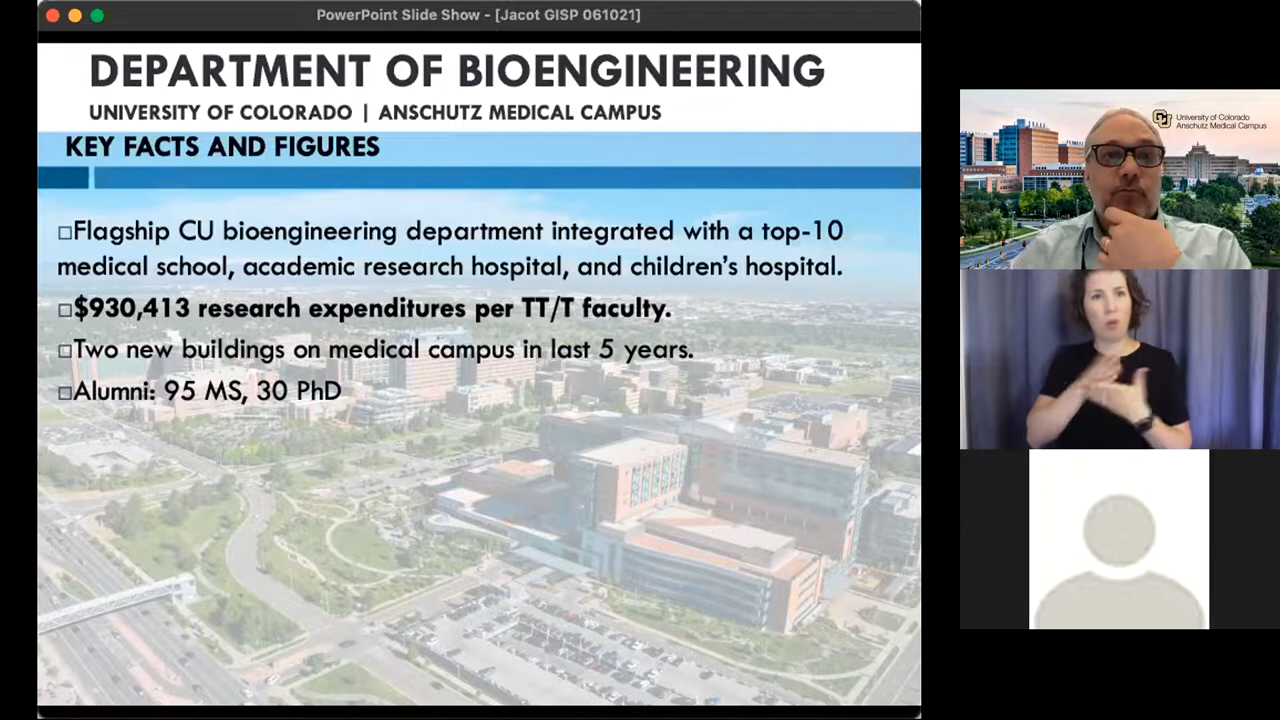 PowerPoint Slide Show - [Jacot GISP 061021]
DEPARTMENT OF BIOENGINEERING
UNIVERSITY OF COLORADO | ANSCHUTZ MEDICAL CAMPUS
KEY FACTS AND FIGURES
□Flagship CU bioengineering department integrated with a top-10
medical school, academic research hospital, and children’s hospital.
□$930,413 research expenditures per TT/T faculty.
□Two new buildings on medical campus in last 5 years.
□Alumni: 95 MS, 30 PhD
CU
University of Colorado
Anschutz Medical Campus